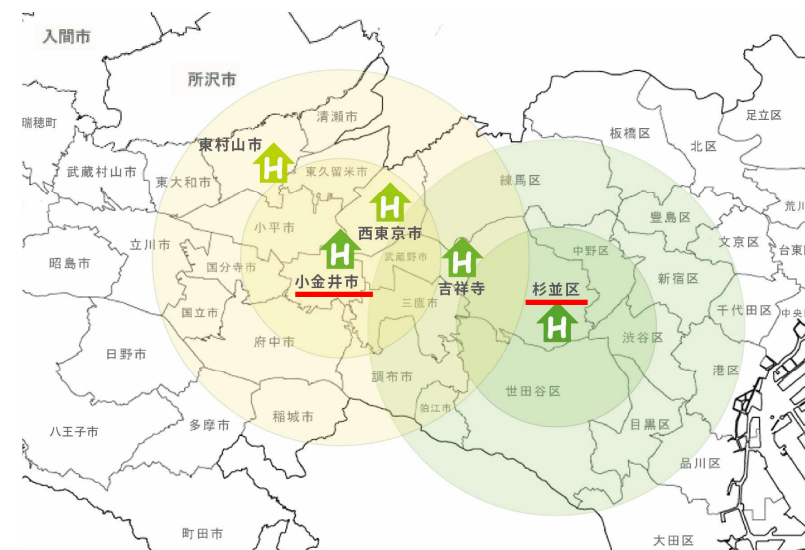 入間市
所沢市
清瀬市
瑞穂町
東村山市
足立区
板橋区
北区
武蔵村山市
東大和市
東久留米市
練馬区
荒川
豊島区
小平市
西東京市
立川市
文京区
台東
中野区
昭島市
国分寺市
武蔵野市
新宿区
小金井市
吉祥寺
杉並区
三鷹市
千代田区
中央
国立市
府中市
渋谷区
日野市
港区
調布市
世田谷区
狛江市
稲城市
多摩市
目黒区
八王子市
品川区
町田市
大田区
H
H
H
H
H